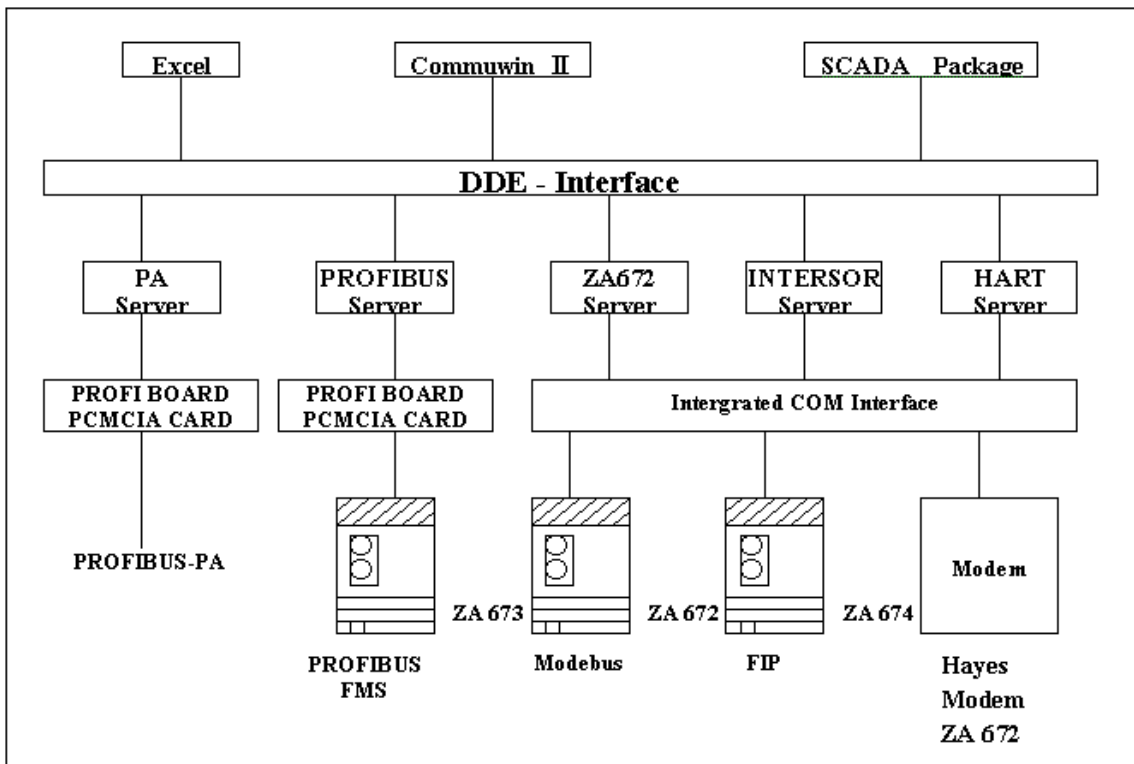 Excel
Commuwin II
SCADA Package
DDE - Interface
PA
Server
PROFIBUS
Server
ZA672
Server
INTERSOR
Server
HART
Server
PROFI BOARD
PCMCIA CARD
PROFI BOARD
PCMCIA CARD
Intergrated COM Interface
PROFIBUS-PA
Modem
ZA 673
ZA 672
ZA 674
PROFIBUS
FMS
Modebus
FIP
Hayes
Modem
ZA 672